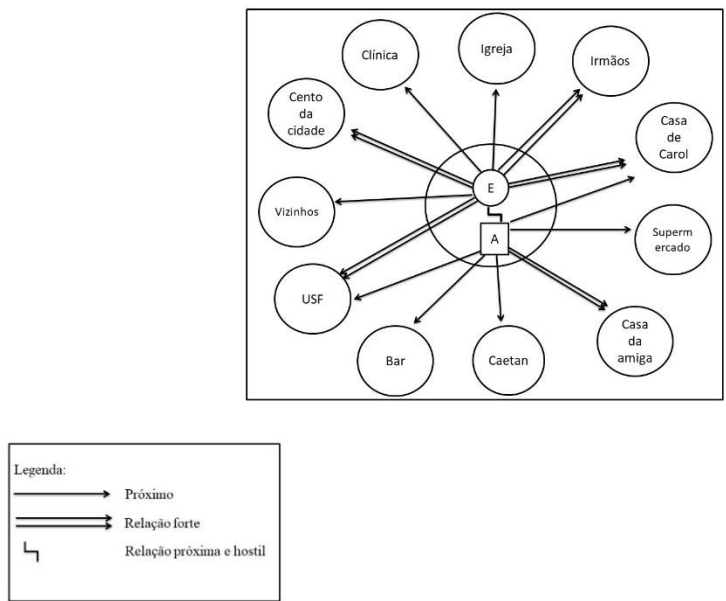 Clínica
Igreja
Irmãos
Cento
da
cidade
Casa
de
Carol
E
Vizinhos
A
Superm
ercado
USF
Bar
Caetan
Casa
da
amiga
Legenda:
Próximo
Relação forte
Relação próxima e hostil